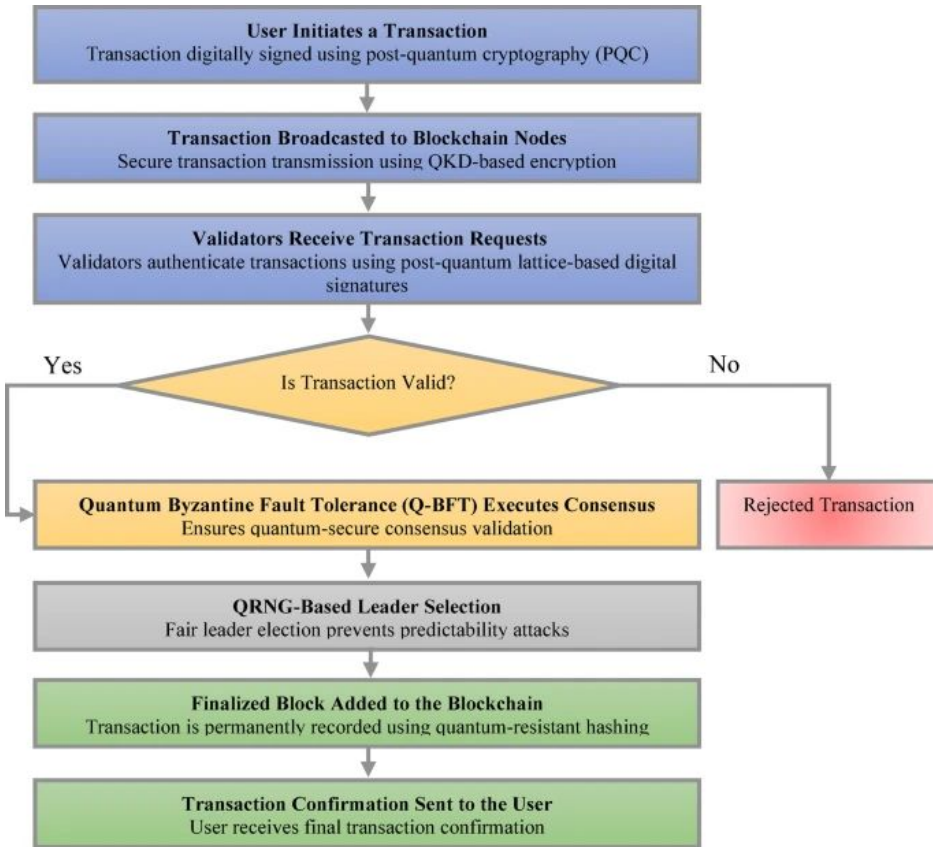 User Initiates a Transaction
Transaction digitally signed using post-quantum cryptography (PQC)
Transaction Broadcasted to Blockchain Nodes
Secure transaction transmission using QKD-based encryption
Validators Receive Transaction Requests
Validators authenticate transactions using post-quantum lattice-based digital
signatures
Yes
Is Transaction Valid?
No
Quantum Byzantine Fault Tolerance (Q-BFT) Executes Consensus
Ensures quantum-secure consensus validation
Rejected Transaction
QRNG-Based Leader Selection
Fair leader election prevents predictability attacks
Finalized Block Added to the Blockchain
Transaction is permanently recorded using quantum-resistant hashing
Transaction Confirmation Sent to the User
User receives final transaction confirmation